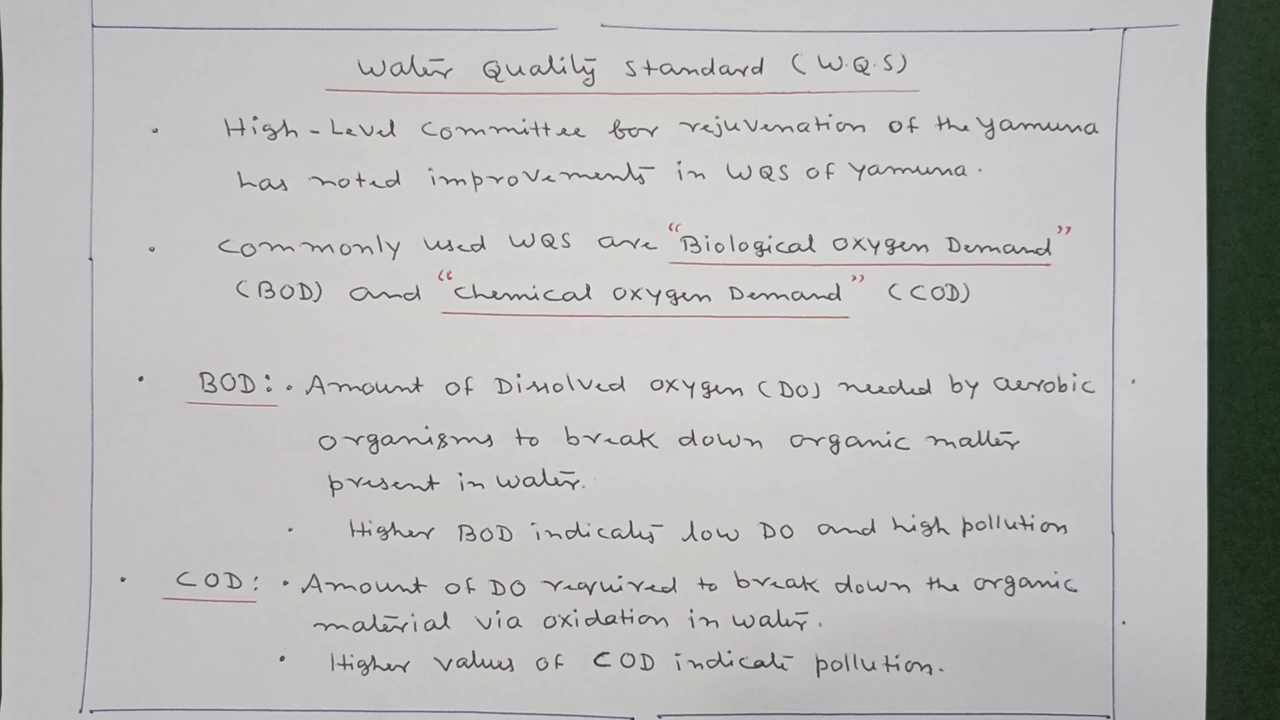 Water Quality Standard (W.Q.S)
• High-Level Committee for rejuvenation of the Yamuna
has noted improvements in WQS of Yamuna.
• Commonly used WQS are "Biological Oxygen Demand"
(BOD) and "Chemical Oxygen Demand" (COD)
• BOD: • Amount of Dissolved oxygen (DO) needed by aerobic
organisms to break down organic matter
present in water.
• Higher BOD indicates low DO and high pollution
• COD: • Amount of DO required to break down the organic
material via oxidation in water.
• Higher values of COD indicate pollution.